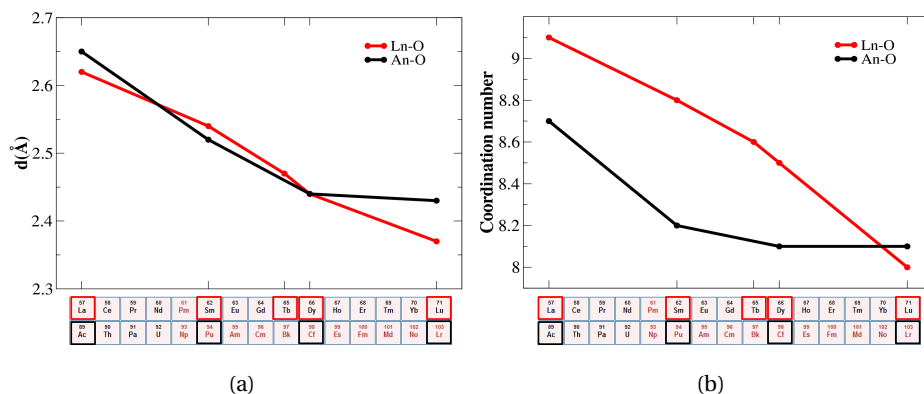 2.7
2.6
2.5
2.4
2.3
d(Å)
Ln-O
An-O
57 58 59 60 61 62 63 64 65 66 67 68 69 70 71
La Ce Pr Nd Pm Sm Eu Gd Tb Dy Ho Er Tm Yb Lu
89 90 91 92 93 94 95 96 97 98 99 100 101 102 103
Ac Th Pa U Np Pu Am Cm Bk Cf Es Fm Md No Lr
(a)
9
8.8
8.6
8.4
8.2
8
Coordination number
Ln-O
An-O
57 58 59 60 61 62 63 64 65 66 67 68 69 70 71
La Ce Pr Nd Pm Sm Eu Gd Tb Dy Ho Er Tm Yb Lu
89 90 91 92 93 94 95 96 97 98 99 100 101 102 103
Ac Th Pa U Np Pu Am Cm Bk Cf Es Fm Md No Lr
(b)